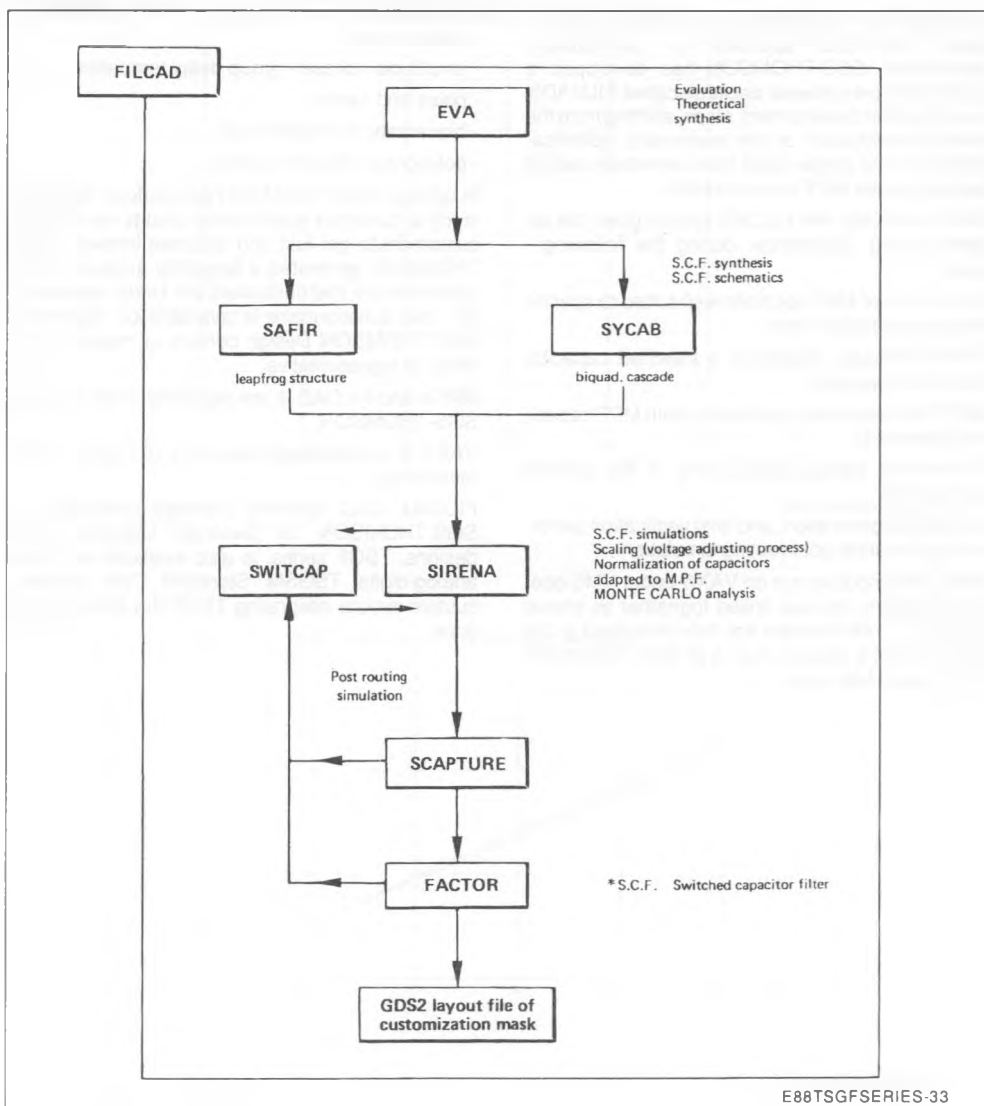 FILCAD
EVA
Evaluation
Theoretical
synthesis
S.C.F. synthesis
S.C.F. schematics
SAFIR
SYCAB
leapfrog structure
biquad, cascade
SWITCAP
SIRENA
S.C.F. simulations
Scaling (voltage adjusting process)
Normalization of capacitors
adapted to M.P.F.
MONTE CARLO analysis
Post routing
simulation
SCAPTURE
FACTOR
*S.C.F. Switched capacitor filter
GDS2 layout file of
customization mask
E88TSGFSERIES-33